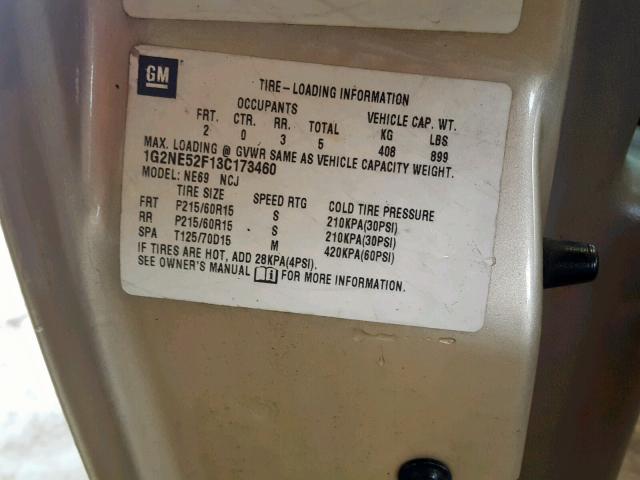 GM
TIRE-LOADING INFORMATION
OCCUPANTS VEHICLE CAP. WT.
FRT. CTR. RR. TOTAL KG LBS
2 0 3 5 408 899
MAX. LOADING @ GVWR SAME AS VEHICLE CAPACITY WEIGHT.
1G2NE52F13C173460
MODEL: NE69 NCJ
TIRE SIZE SPEED RTG COLD TIRE PRESSURE
FRT P215/60R15 S 210KPA(30PSI)
RR P215/60R15 S 210KPA(30PSI)
SPA T125/70D15 M 420KPA(60PSI)
IF TIRES ARE HOT, ADD 28KPA(4PSI).
SEE OWNER'S MANUAL FOR MORE INFORMATION.